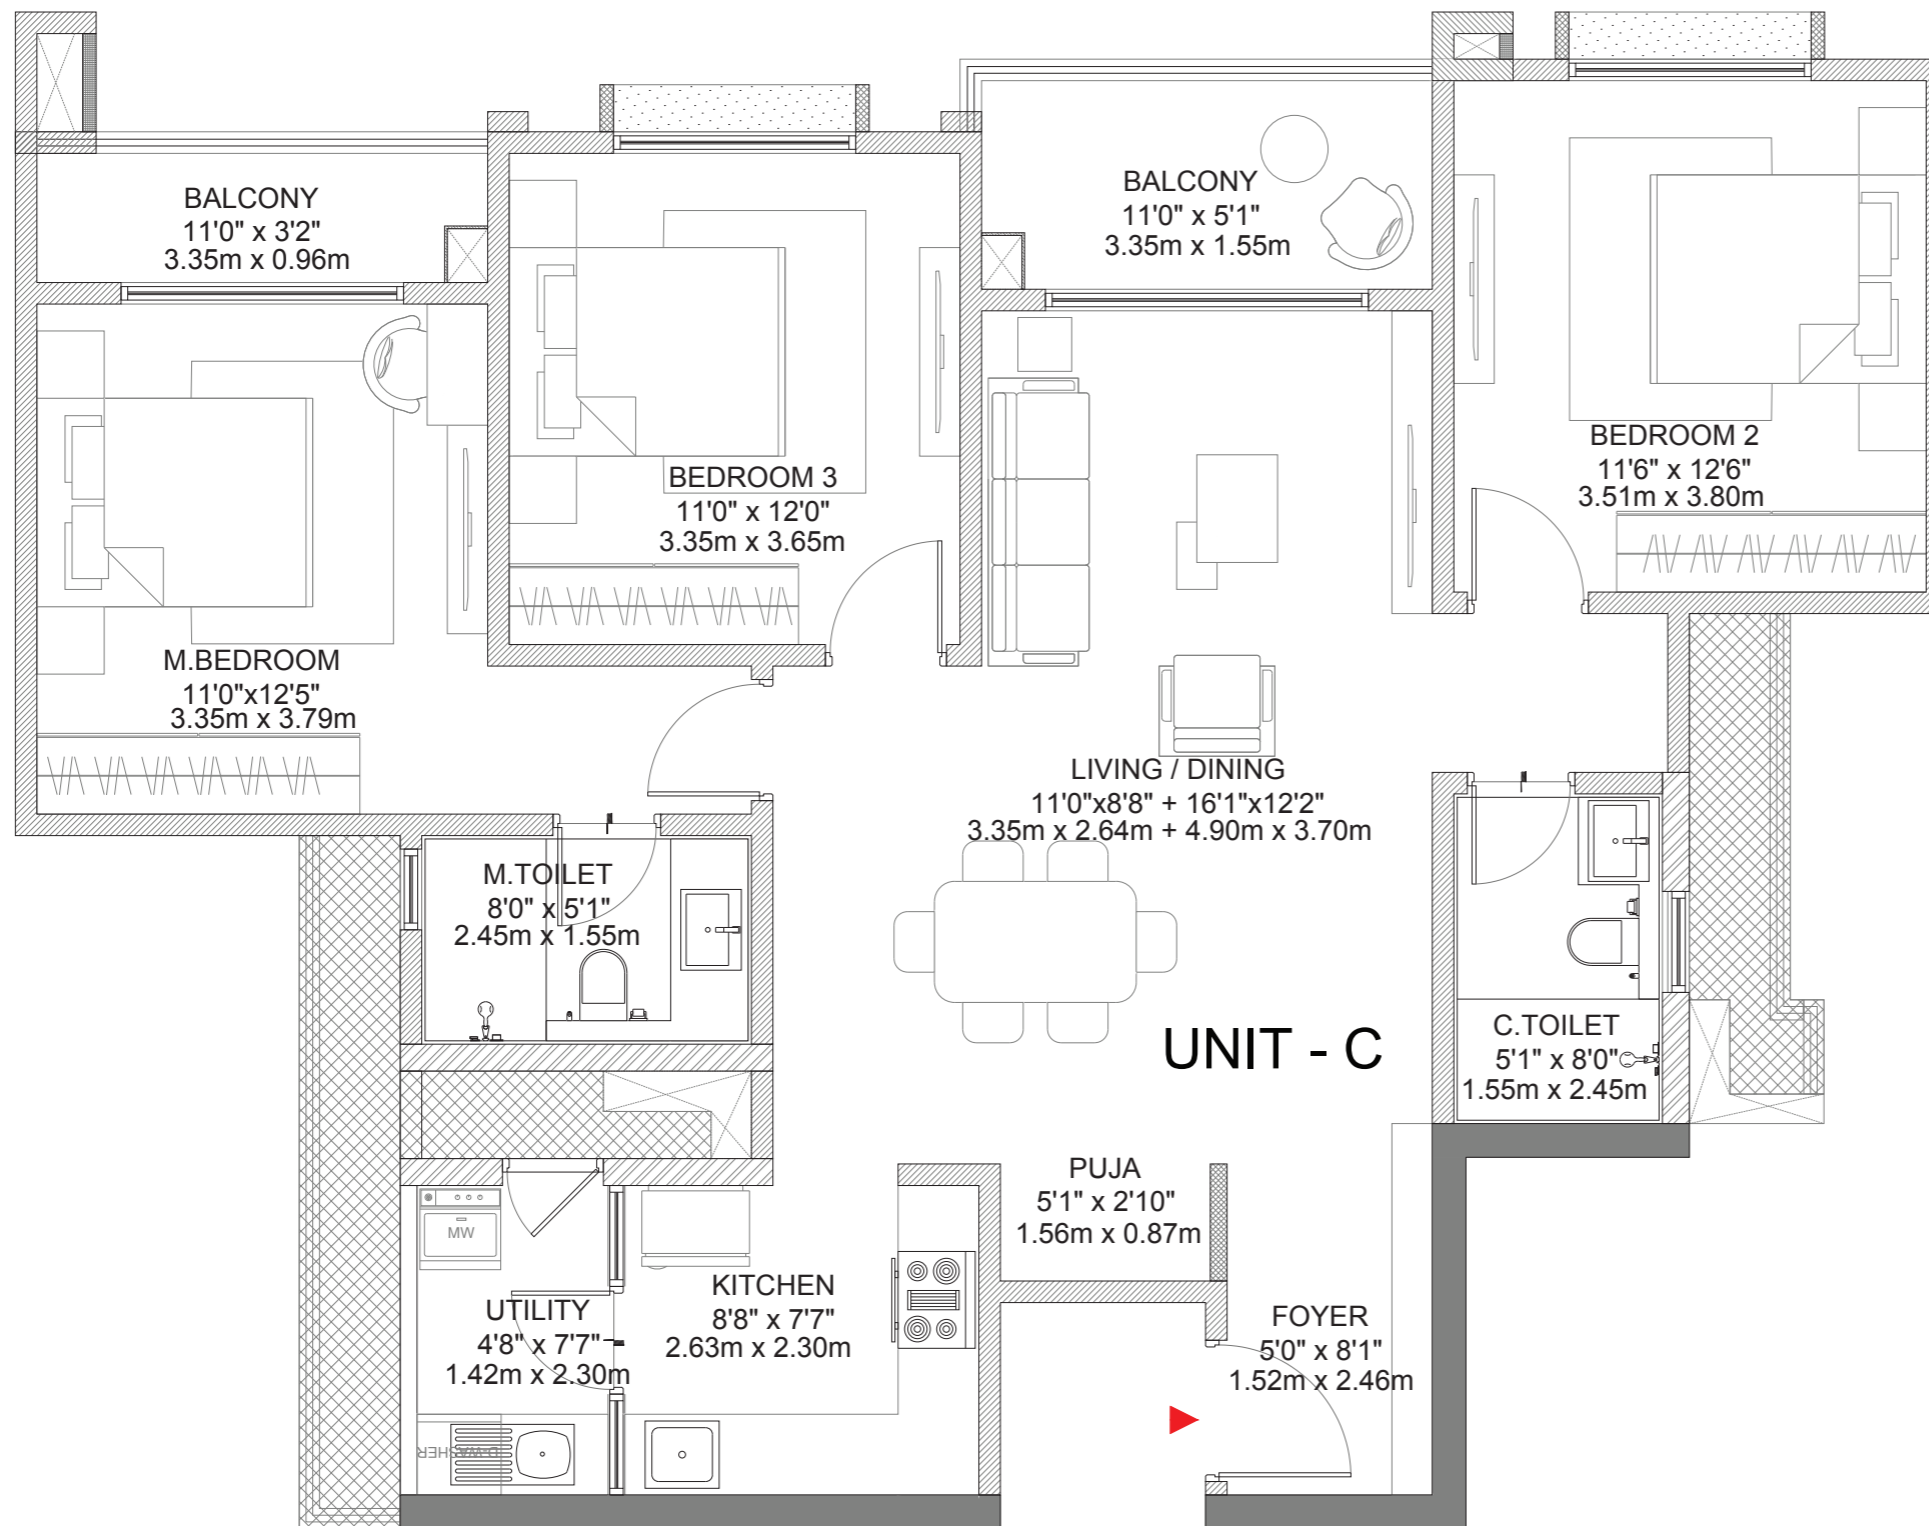 BALCONY
11'0" x 3'2"
3.35m x 0.96m
BALCONY
11'0" x 5'1"
3.35m x 1.55m
BEDROOM 3
11'0" x 12'0"
3.35m x 3.65m
BEDROOM 2
11'6" x 12'6"
3.51m x 3.80m
M.BEDROOM
11'0"x12'5"
3.35m x 3.79m
LIVING / DINING
11'0"x8'8" + 16'1"x12'2"
3.35m x 2.64m + 4.90m x 3.70m
M.TOILET
8'0" x 5'1"
2.45m x 1.55m
UNIT - C
C.TOILET
5'1" x 8'0"
1.55m x 2.45m
PUJA
5'1" x 2'10"
1.56m x 0.87m
MW
UTILITY
4'8" x 7'7"
1.42m x 2.30m
KITCHEN
8'8" x 7'7"
2.63m x 2.30m
FOYER
5'0" x 8'1"
1.52m x 2.46m
D-WASHER